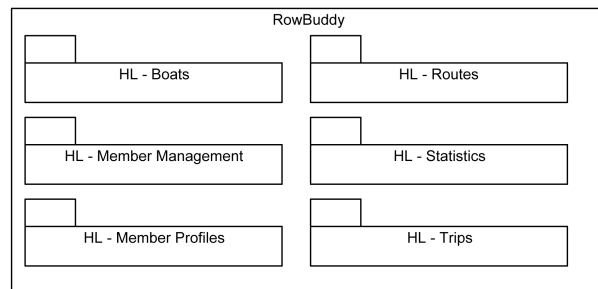 RowBuddy
HL - Boats
HL - Routes
HL - Member Management
HL - Statistics
HL - Member Profiles
HL - Trips